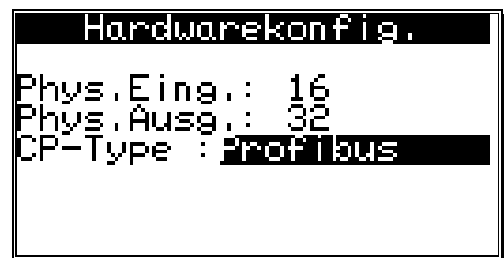 Hardwarekonfig.
Phys.Eing.: 16
Phys.Ausg.: 32
CP-Type :Profibus